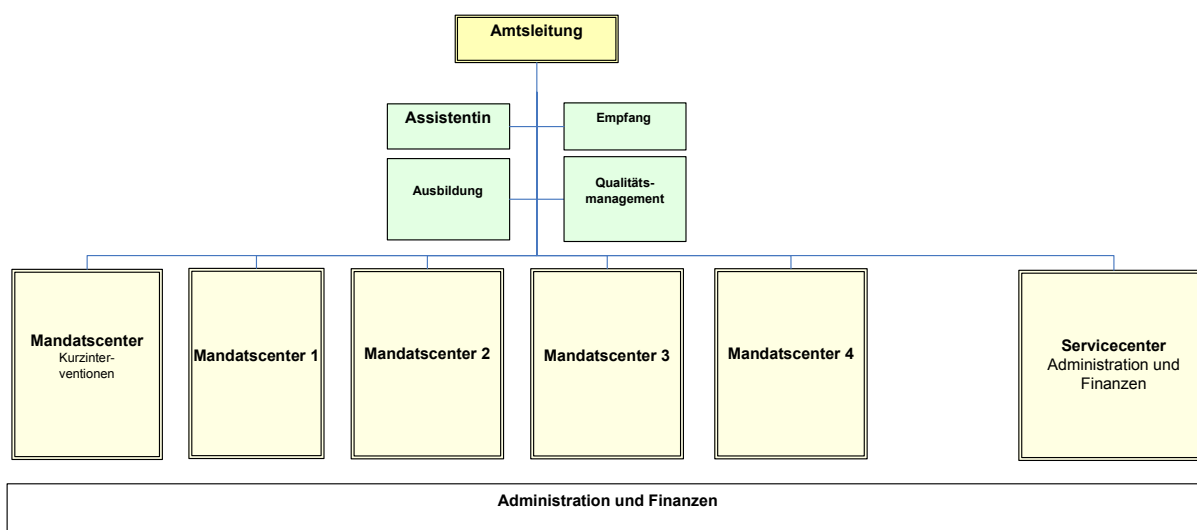 Amtsleitung
Assistentin
Empfang
Ausbildung
Qualitäts-
management
Mandatscenter
Kurzinter-
ventionen
Mandatscenter 1
Mandatscenter 2
Mandatscenter 3
Mandatscenter 4
Servicecenter
Administration und
Finanzen
Administration und Finanzen